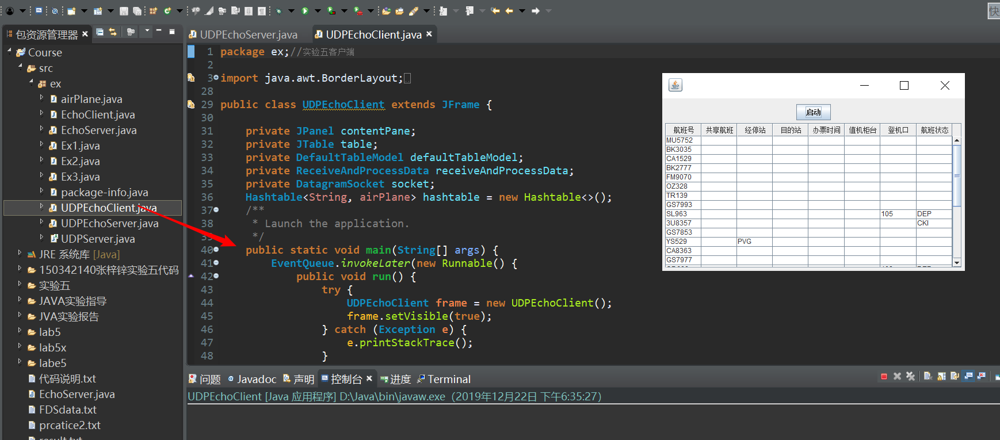 快
包资源管理器
Course
src
ex
airPlane.java
EchoClient.java
EchoServer.java
Ex1.java
Ex2.java
Ex3.java
package-info.java
UDPEchoClient.java
UDPEchoServer.java
UDPServer.java
JRE 系统库 [Java]
150342140张梓锌实验五代码
实验五
JAVA实验指导
JVA实验报告
lab5
lab5x
labe5
代码说明.txt
EchoServer.java
FDSdata.txt
prcatice2.txt
result.txt
UDPEchoServer.java
UDPEchoClient.java
1 package ex;//实验五客户端
2
3 import java.awt.BorderLayout;
28
29 public class UDPEchoClient extends JFrame {
30
31 private JPanel contentPane;
32 private JTable table;
33 private DefaultTableModel defaultTableModel;
34 private ReceiveAndProcessData receiveAndProcessData;
35 private DatagramSocket socket;
36 Hashtable<String, airPlane> hashtable = new Hashtable<>();
37 /**
38 * Launch the application.
39 */
40 public static void main(String[] args) {
41 EventQueue.invokeLater(new Runnable() {
42 public void run() {
43 try {
44 UDPEchoClient frame = new UDPEchoClient();
45 frame.setVisible(true);
46 } catch (Exception e) {
47 e.printStackTrace();
48 }
启动
航班号 共享航班 经停站 目的站 办票时间 值机柜台 登机口 航班状态
MU5752
BK3035
CA1529
BK2777
FM9070
OZ328
TR139
GS7993
SL963 105 DEP
3U8357 CKI
GS7853
YS529 PVG
CA8363
GS7977
问题 Javadoc 声明 控制台 进度 Terminal
UDPEchoClient [Java 应用程序] D:\Java\bin\javaw.exe（2019年12月22日 下午6:35:27）